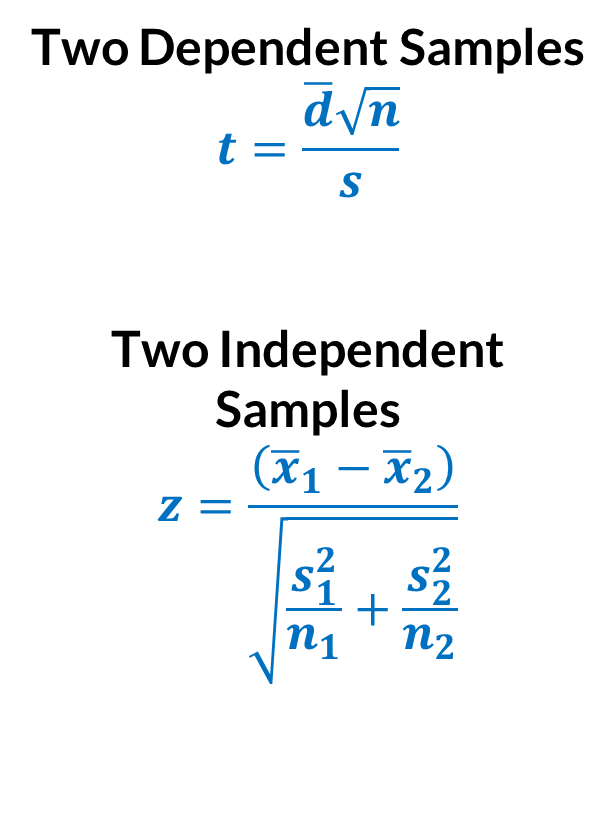 Two Dependent Samples
t = d̅√n / s
Two Independent
Samples
z = (x̅₁ − x̅₂) / √(s₁²/n₁ + s₂²/n₂)